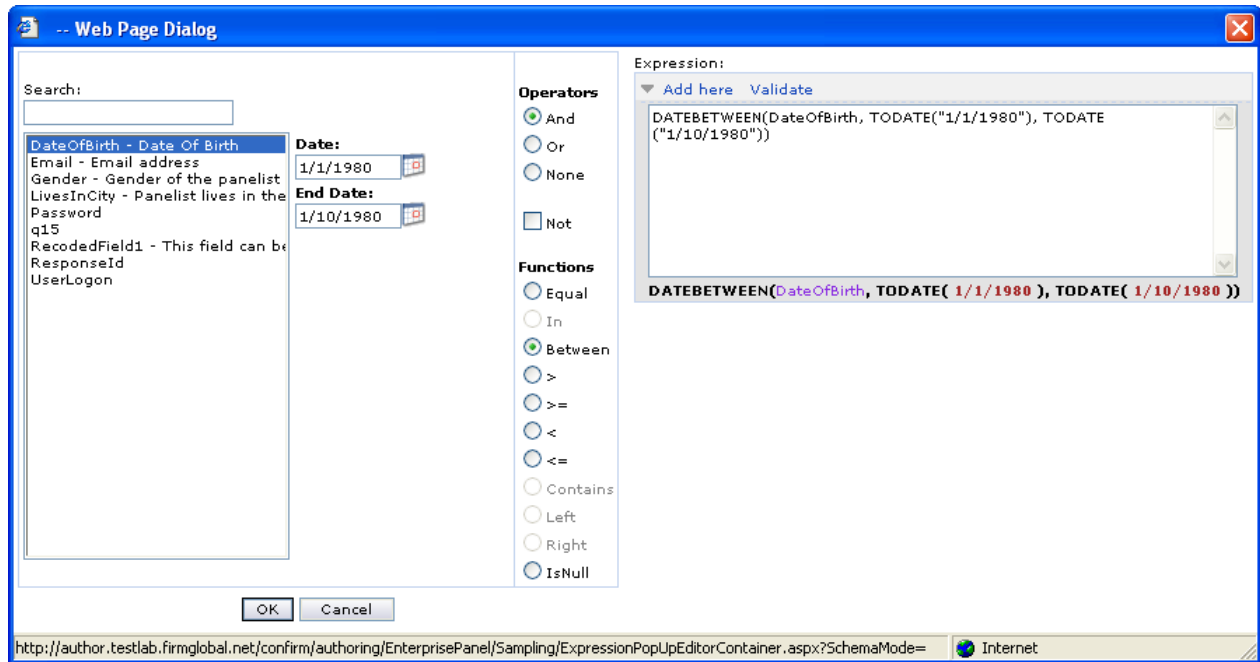 -- Web Page Dialog
Search:
DateOfBirth - Date Of Birth
Email - Email address
Gender - Gender of the panelist
LivesInCity - Panelist lives in the
Password
q15
RecodedField1 - This field can be
ResponseId
UserLogon
Date:
1/1/1980
End Date:
1/10/1980
Operators
And
Or
None
Not
Functions
Equal
In
Between
>
>=
<
<=
Contains
Left
Right
IsNull
Expression:
Add here Validate
DATEBETWEEN(DateOfBirth, TODATE("1/1/1980"), TODATE
("1/10/1980"))
DATEBETWEEN(DateOfBirth, TODATE( 1/1/1980 ), TODATE( 1/10/1980 ))
OK Cancel
http://author.testlab.firmglobal.net/confirm/authoring/EnterprisePanel/Sampling/ExpressionPopUpEditorContainer.aspx?SchemaMode= Internet